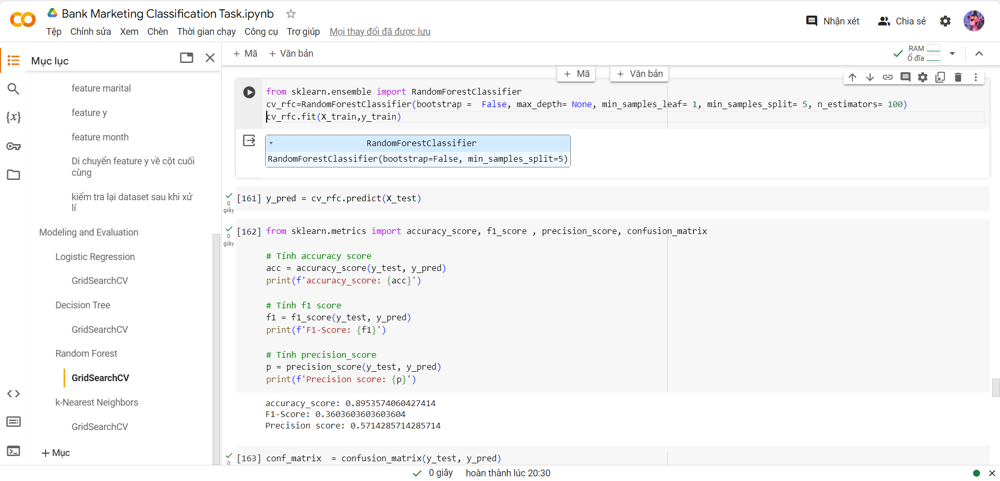 Bank Marketing Classification Task.ipynb
Tệp Chỉnh sửa Xem Chèn Thời gian chạy Công cụ Trợ giúp Mọi thay đổi đã được lưu
Nhận xét
Chia sẻ
Mục lục
feature marital
feature y
feature month
Di chuyển feature y về cột cuối
cùng
kiểm tra lại dataset sau khi xử
lí
Modeling and Evaluation
Logistic Regression
GridSearchCV
Decision Tree
GridSearchCV
Random Forest
GridSearchCV
k-Nearest Neighbors
GridSearchCV
+ Mục
+ Mã + Văn bản
RAM
Ổ đĩa
+ Mã + Văn bản
from sklearn.ensemble import RandomForestClassifier
cv_rfc=RandomForestClassifier(bootstrap =  False, max_depth= None, min_samples_leaf= 1, min_samples_split= 5, n_estimators= 100)
cv_rfc.fit(X_train,y_train)
RandomForestClassifier
RandomForestClassifier(bootstrap=False, min_samples_split=5)
0
giây
[161] y_pred = cv_rfc.predict(X_test)
0
giây
[162] from sklearn.metrics import accuracy_score, f1_score , precision_score, confusion_matrix
# Tính accuracy score
acc = accuracy_score(y_test, y_pred)
print(f'accuracy_score: {acc}')
# Tính f1 score
f1 = f1_score(y_test, y_pred)
print(f'F1-Score: {f1}')
# Tính precision_score
p = precision_score(y_test, y_pred)
print(f'Precision score: {p}')
accuracy_score: 0.8953574060427414
F1-Score: 0.3603603603603604
Precision score: 0.5714285714285714
0
[163] conf_matrix  = confusion_matrix(y_test, y_pred)
0 giây hoàn thành lúc 20:30